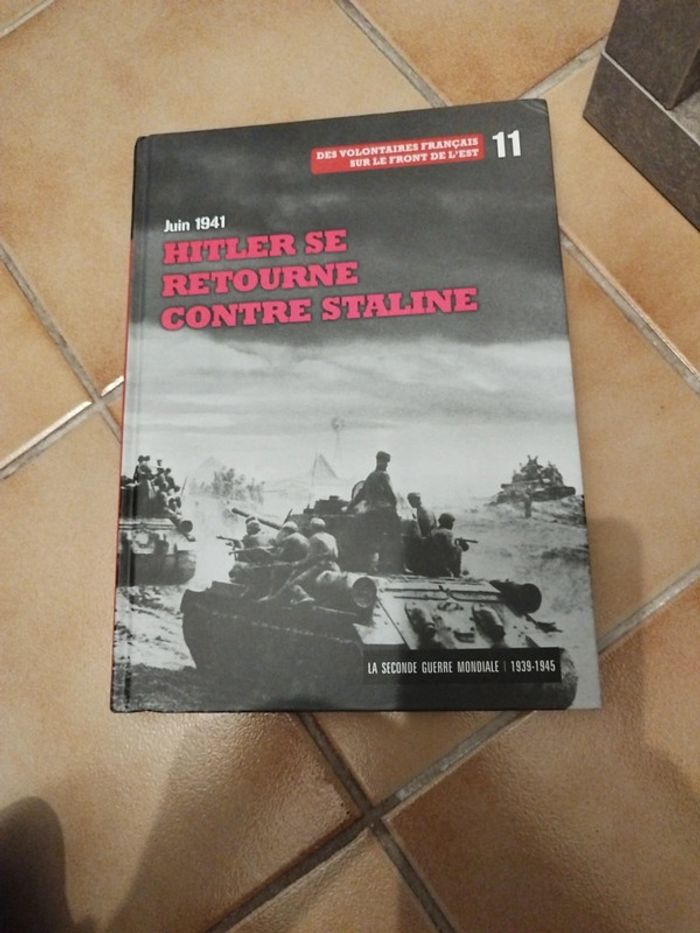 DES VOLONTAIRES FRANÇAIS
SUR LE FRONT DE L'EST
11
Juin 1941
HITLER SE
RETOURNE
CONTRE STALINE
LA SECONDE GUERRE MONDIALE | 1939-1945